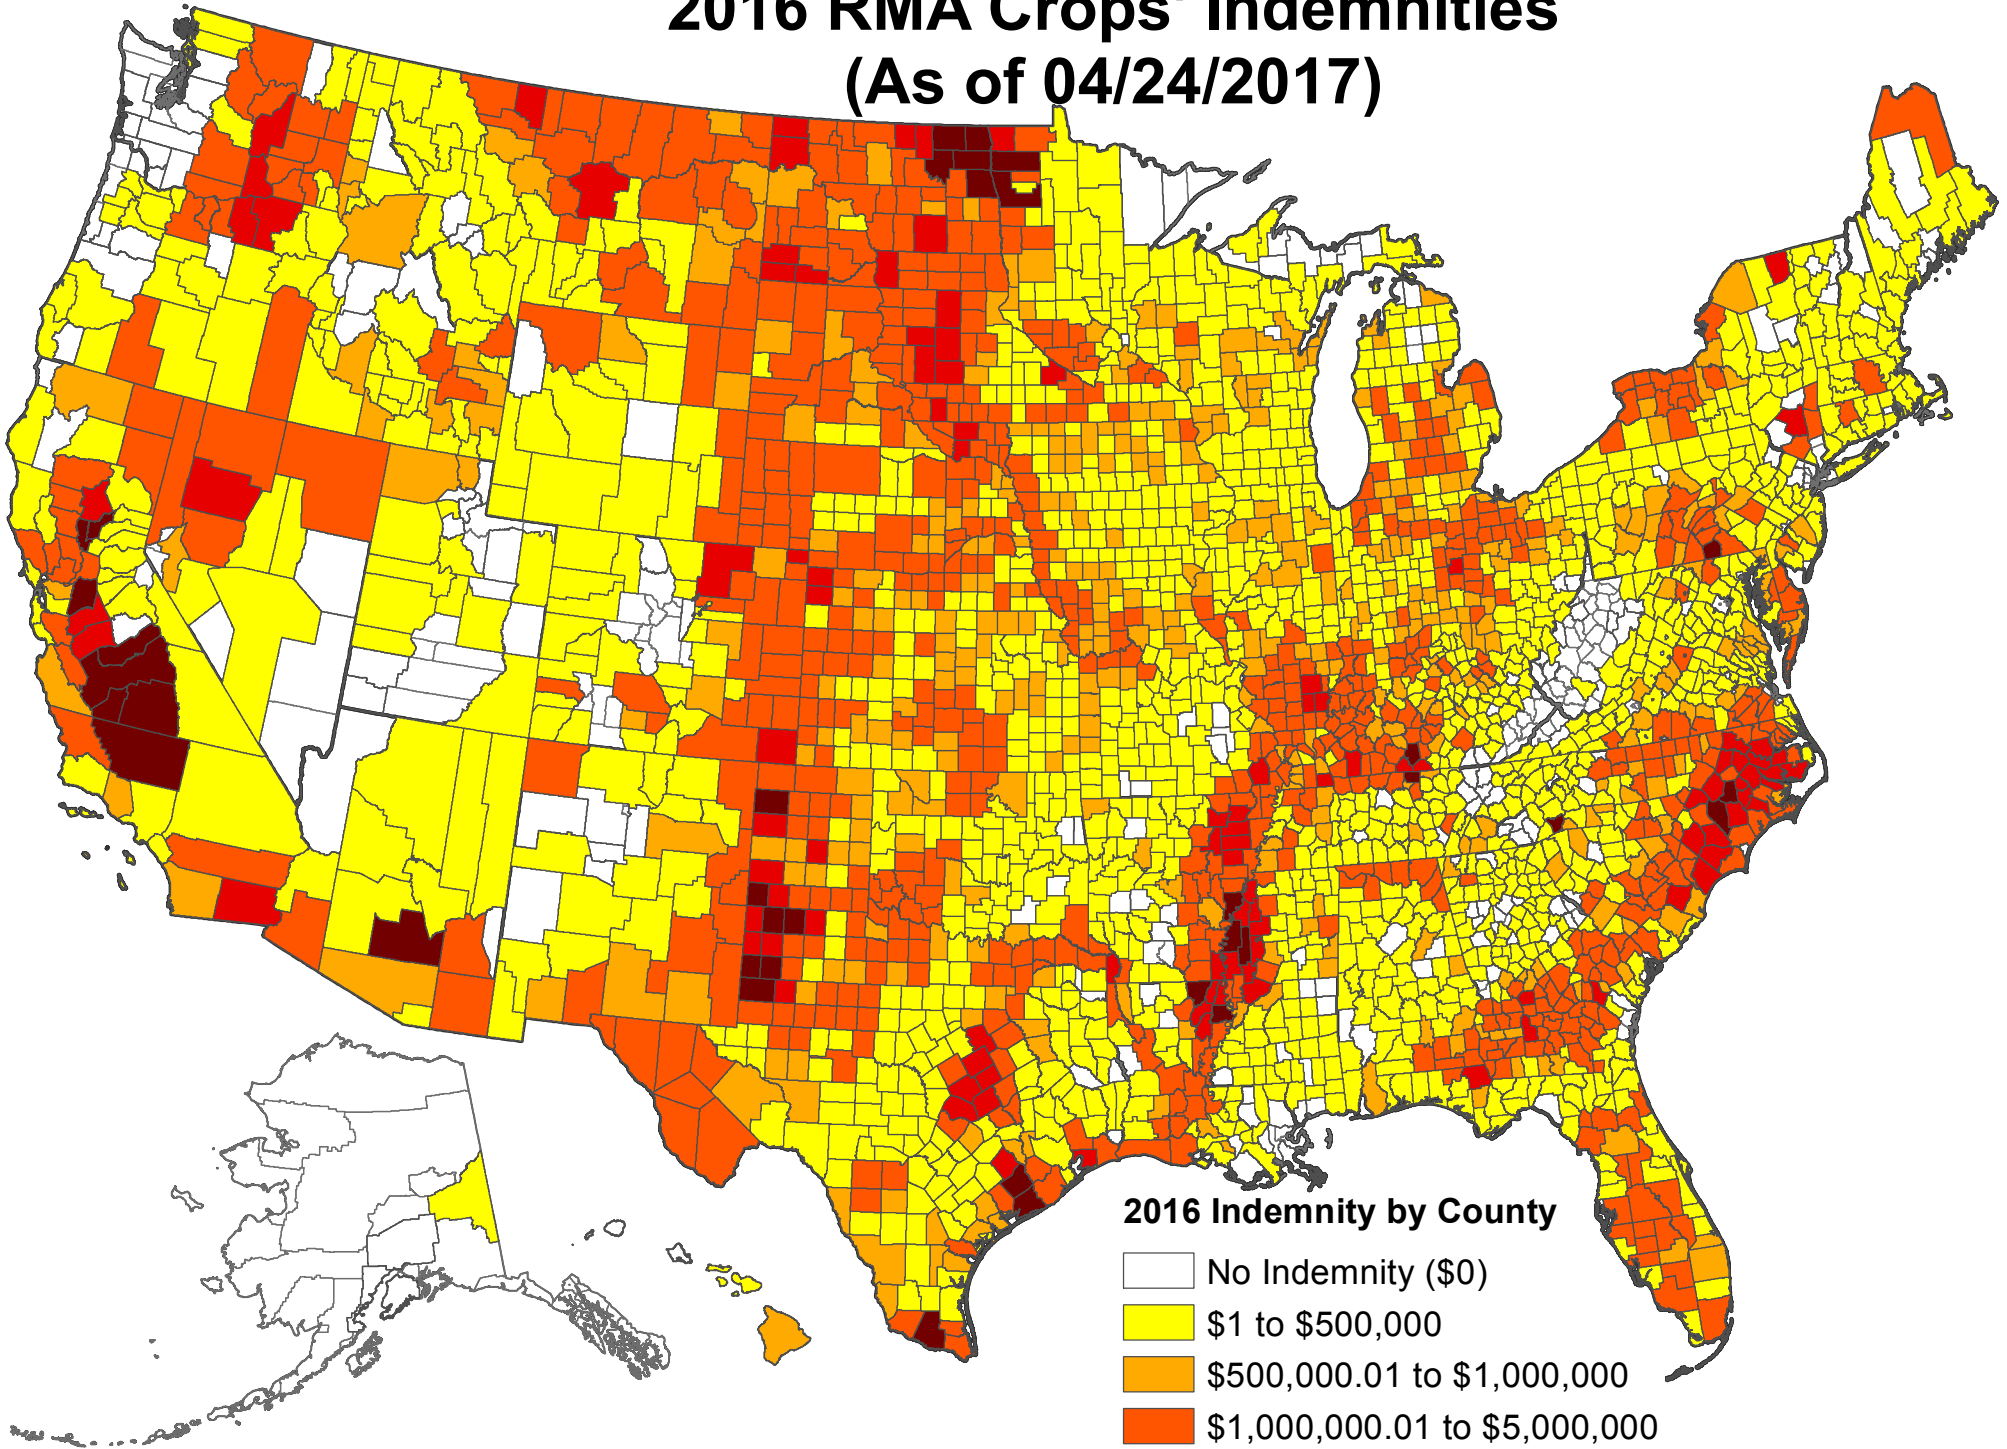 2016 RMA Crops' Indemnities
(As of 04/24/2017)
2016 Indemnity by County
No Indemnity ($0)
$1 to $500,000
$500,000.01 to $1,000,000
$1,000,000.01 to $5,000,000